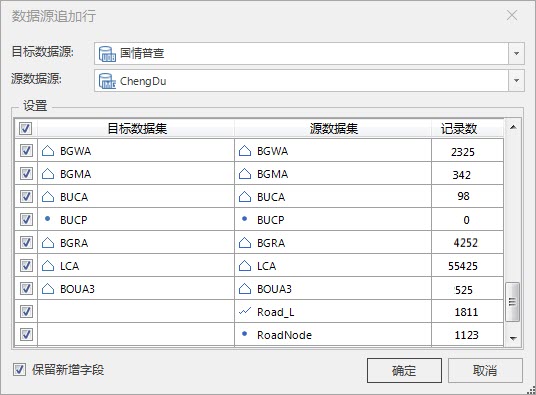 数据源追加行
目标数据源: 国情普查
源数据源: ChengDu
设置
目标数据集 源数据集 记录数
BGWA BGWA 2325
BGMA BGMA 342
BUCA BUCA 98
BUCP BUCP 0
BGRA BGRA 4252
LCA LCA 55425
BOUA3 BOUA3 525
Road_L 1811
RoadNode 1123
保留新增字段 确定 取消